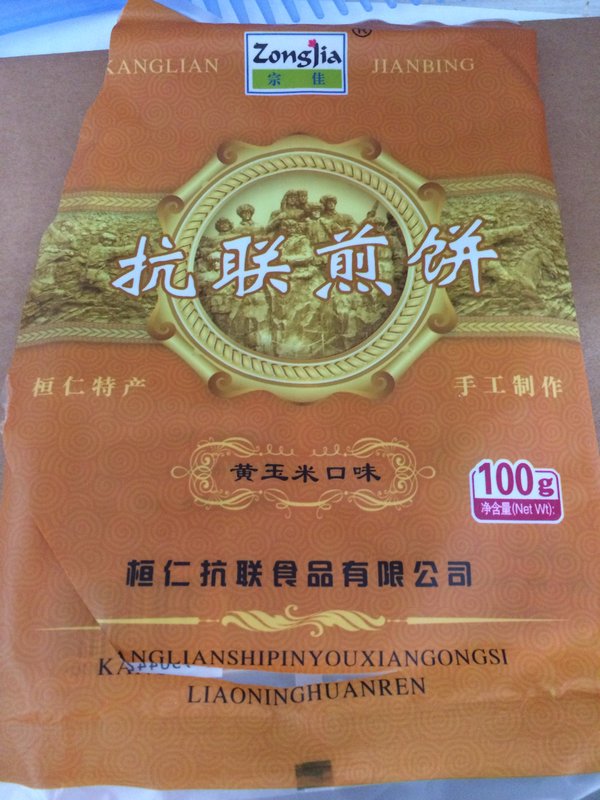 ZongJia
®
宗佳
KANGLIAN JIANBING
抗联煎饼
桓仁特产 手工制作
黄玉米口味
100g
净含量(Net Wt):
桓仁抗联食品有限公司
KANGLIANSHIPINYOUXIANGONGSI
LIAONINGHUANREN